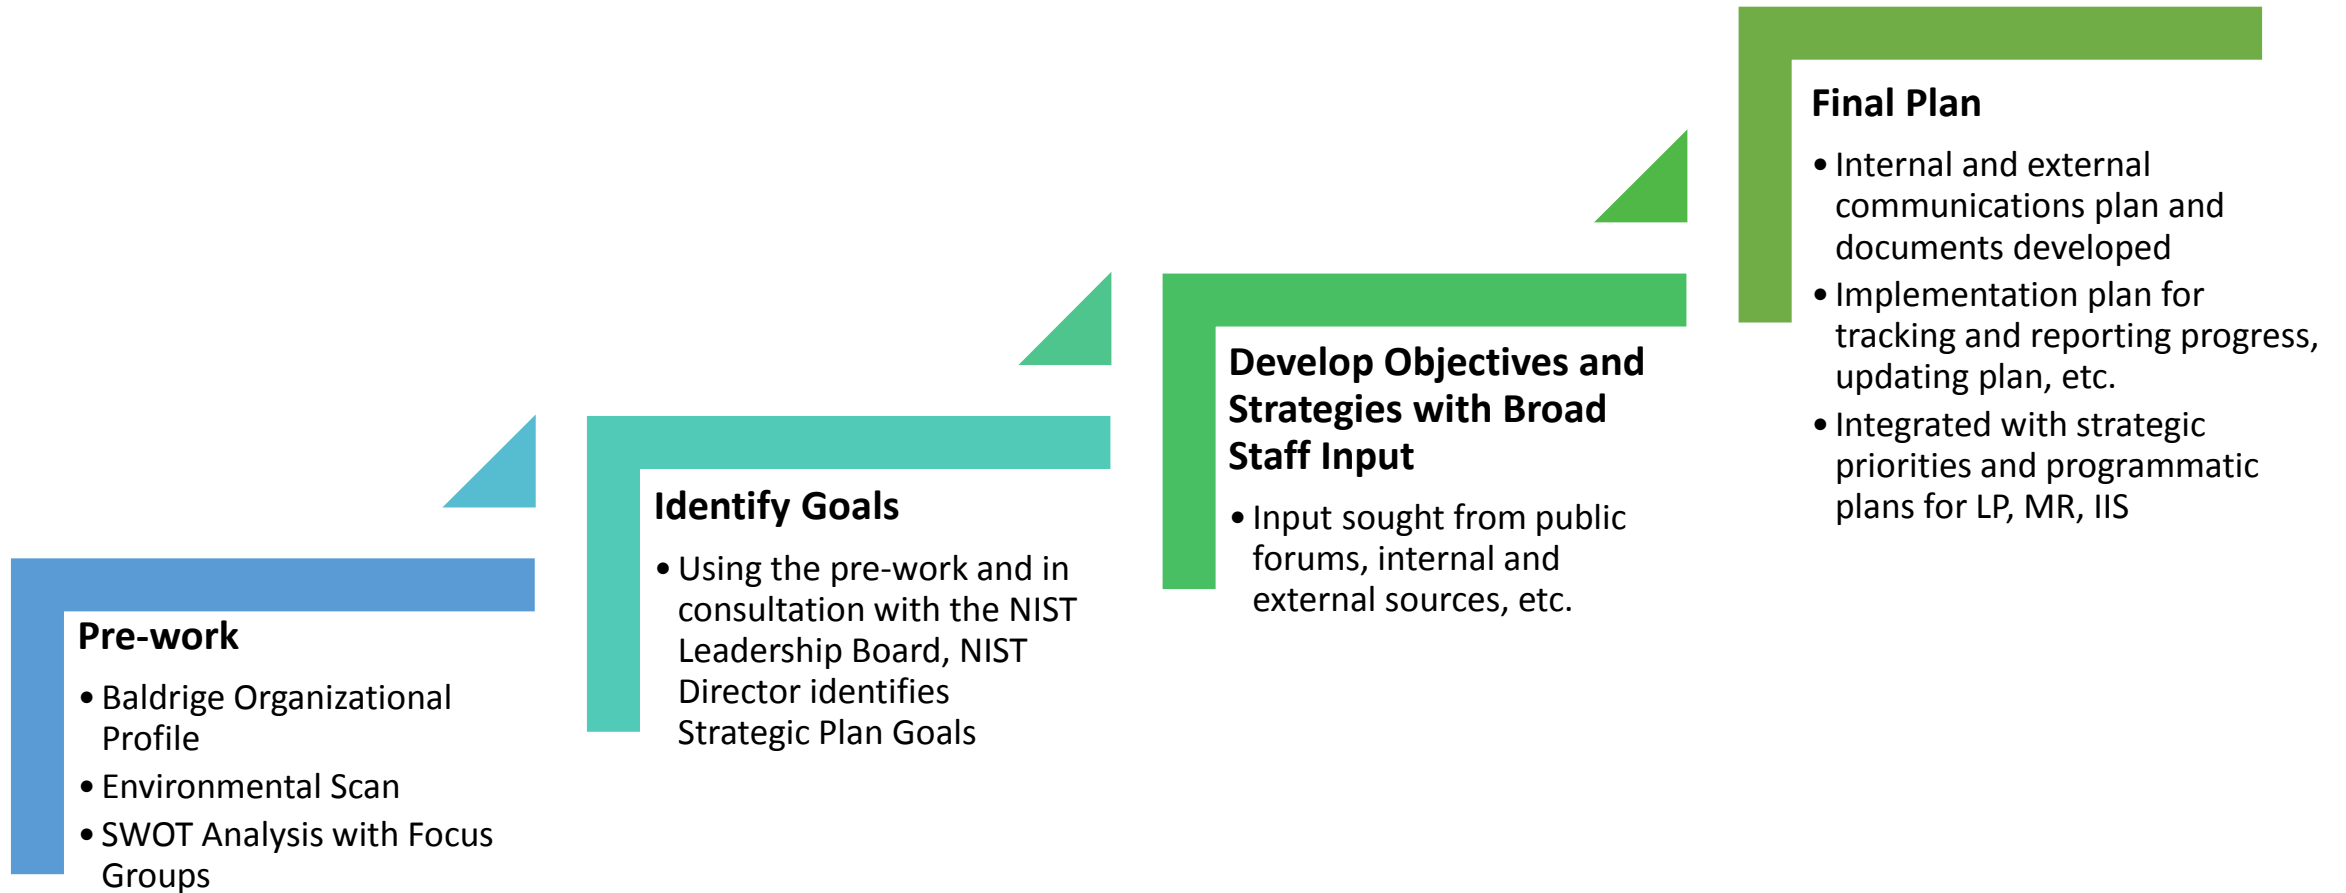 Pre-work
• Baldrige Organizational
Profile
• Environmental Scan
• SWOT Analysis with Focus
Groups
Identify Goals
• Using the pre-work and in
consultation with the NIST
Leadership Board, NIST
Director identifies
Strategic Plan Goals
Develop Objectives and
Strategies with Broad
Staff Input
• Input sought from public
forums, internal and
external sources, etc.
Final Plan
• Internal and external
communications plan and
documents developed
• Implementation plan for
tracking and reporting progress,
updating plan, etc.
• Integrated with strategic
priorities and programmatic
plans for LP, MR, IIS